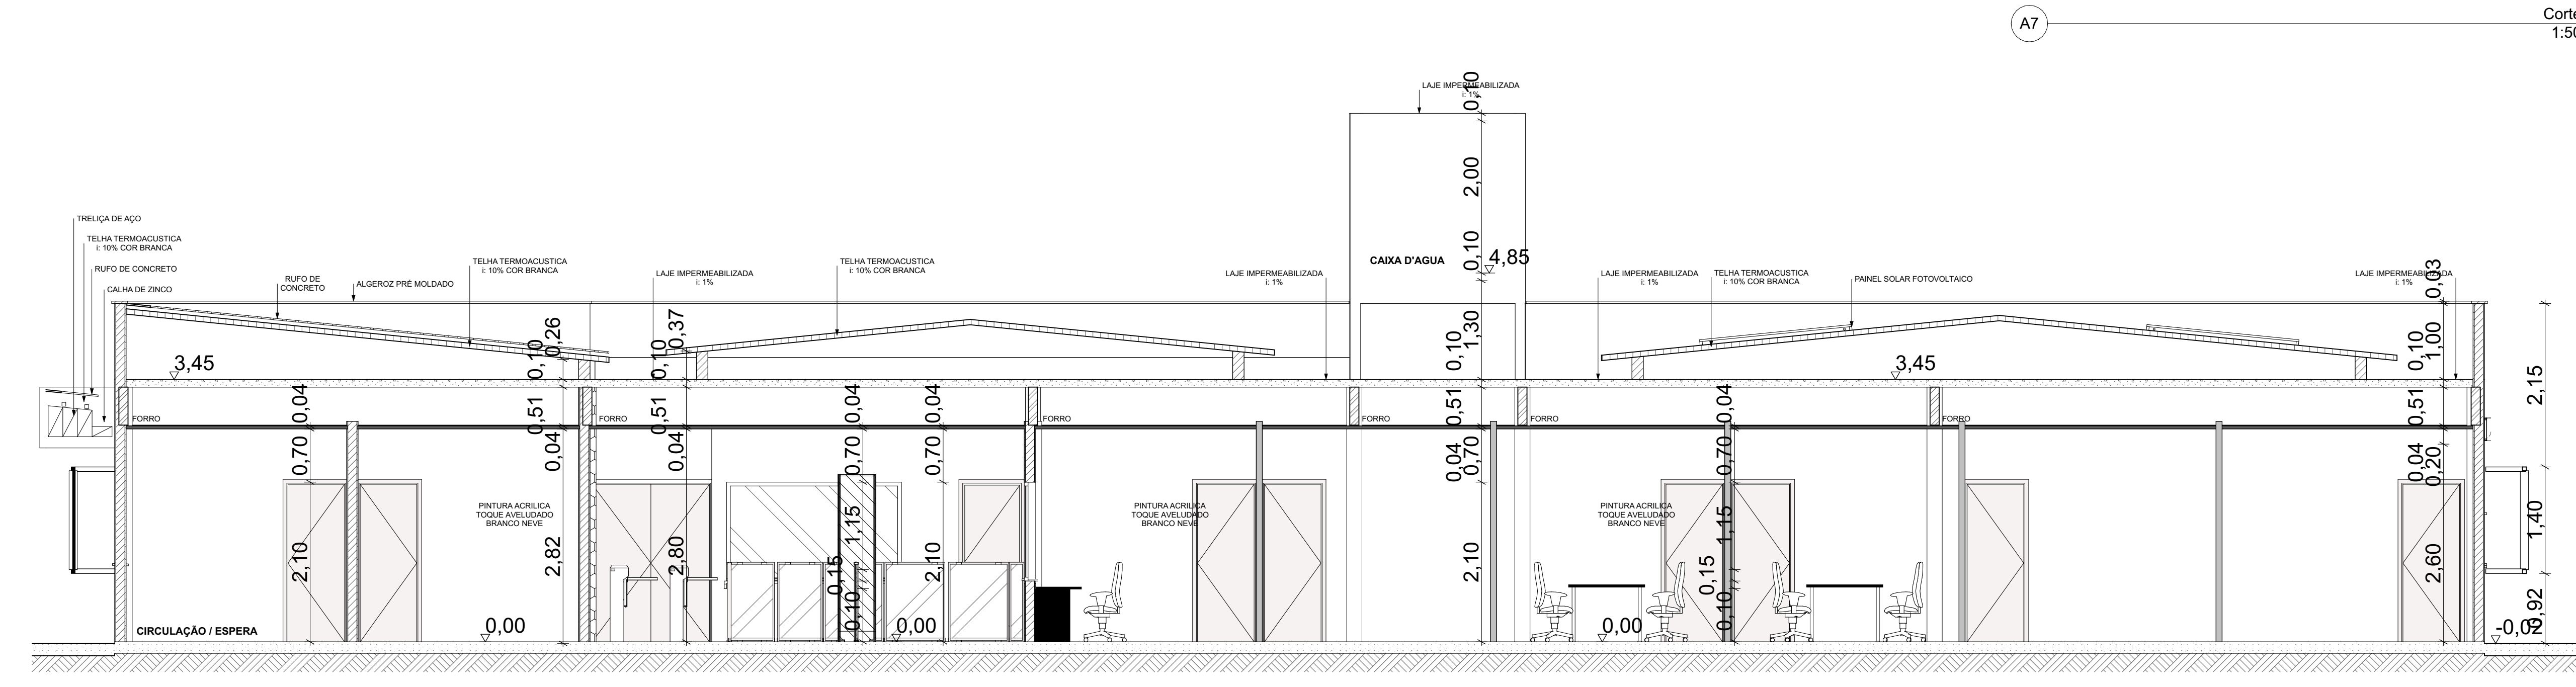 A7
Corte
1:50
LAJE IMPERMEABILIZADA
i: 1%
0,10
2,00
0,10
4,85
CAIXA D'AGUA
1,30
0,10
0,51
0,04
0,70
2,10
TRELIÇA DE AÇO
TELHA TERMOACUSTICA
i: 10% COR BRANCA
RUFO DE CONCRETO
CALHA DE ZINCO
RUFO DE
CONCRETO
ALGEROZ PRÉ MOLDADO
TELHA TERMOACUSTICA
i: 10% COR BRANCA
LAJE IMPERMEABILIZADA
i: 1%
TELHA TERMOACUSTICA
i: 10% COR BRANCA
LAJE IMPERMEABILIZADA
i: 1%
LAJE IMPERMEABILIZADA
i: 1%
TELHA TERMOACUSTICA
i: 10% COR BRANCA
PAINEL SOLAR FOTOVOLTAICO
LAJE IMPERMEABILIZADA
i: 1%
3,45
3,45
FORRO
FORRO
FORRO
FORRO
FORRO
FORRO
0,04
0,70
2,10
0,26
0,10
0,51
0,04
2,82
0,37
0,10
0,51
0,04
2,80
0,04
0,70
1,15
0,15
0,10
0,04
0,70
2,10
0,04
0,70
1,15
0,15
0,10
0,03
1,00
0,10
0,51
0,04
0,20
2,60
2,15
1,40
0,92
PINTURA ACRILICA
TOQUE AVELUDADO
BRANCO NEVE
PINTURA ACRILICA
TOQUE AVELUDADO
BRANCO NEVE
PINTURA ACRILICA
TOQUE AVELUDADO
BRANCO NEVE
CIRCULAÇÃO / ESPERA
0,00
0,00
0,00
-0,02